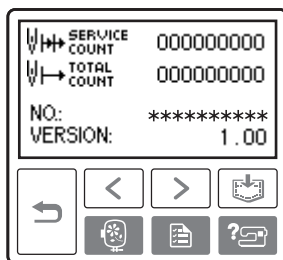 SERVICE COUNT 000000000
TOTAL COUNT 000000000
NO.: **********
VERSION: 1.00
?